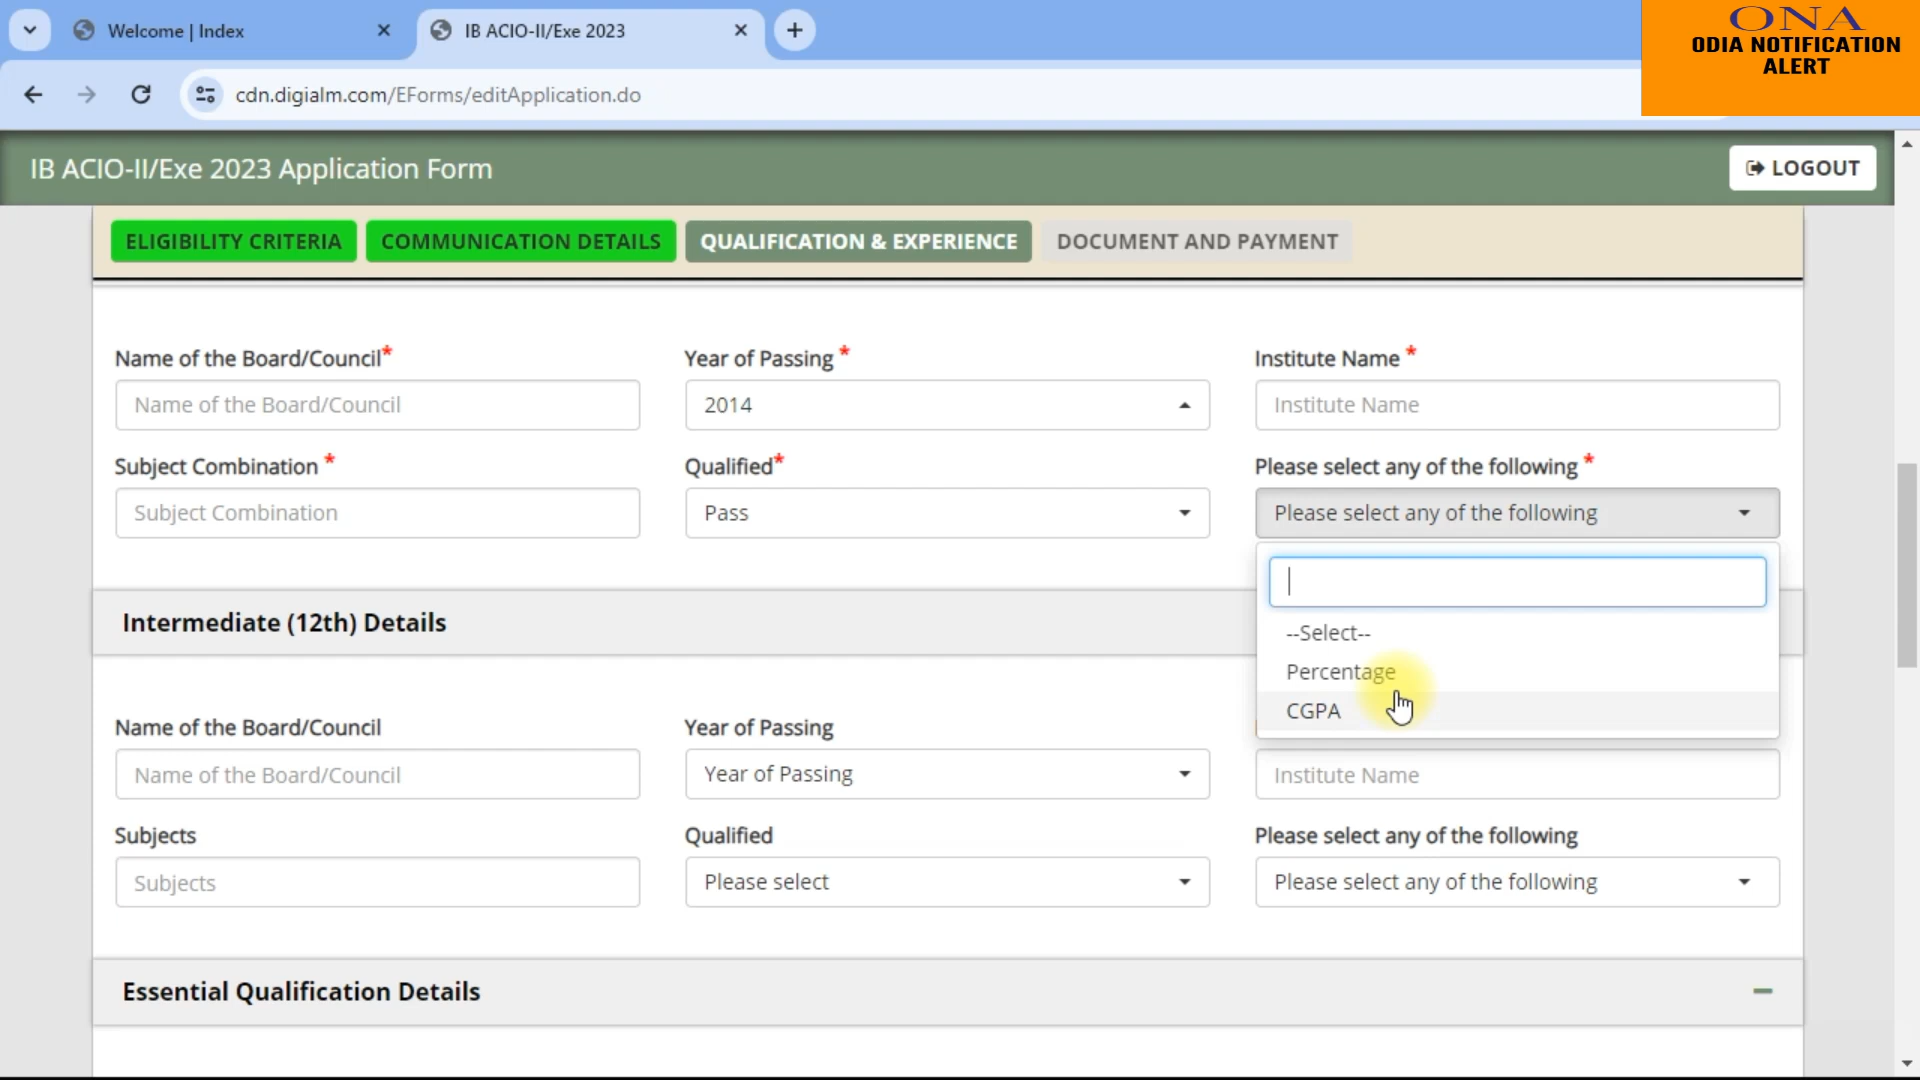 Welcome | Index
IB ACIO-II/Exe 2023
ONA
ODIA NOTIFICATION
ALERT
cdn.digialm.com/EForms/editApplication.do
IB ACIO-II/Exe 2023 Application Form
LOGOUT
ELIGIBILITY CRITERIA
COMMUNICATION DETAILS
QUALIFICATION & EXPERIENCE
DOCUMENT AND PAYMENT
Name of the Board/Council*
Year of Passing *
Institute Name *
Name of the Board/Council
2014
Institute Name
Subject Combination *
Qualified*
Please select any of the following *
Subject Combination
Pass
Please select any of the following
--Select--
Percentage
CGPA
Intermediate (12th) Details
Name of the Board/Council
Year of Passing
Name of the Board/Council
Year of Passing
Institute Name
Subjects
Qualified
Please select any of the following
Subjects
Please select
Please select any of the following
Essential Qualification Details